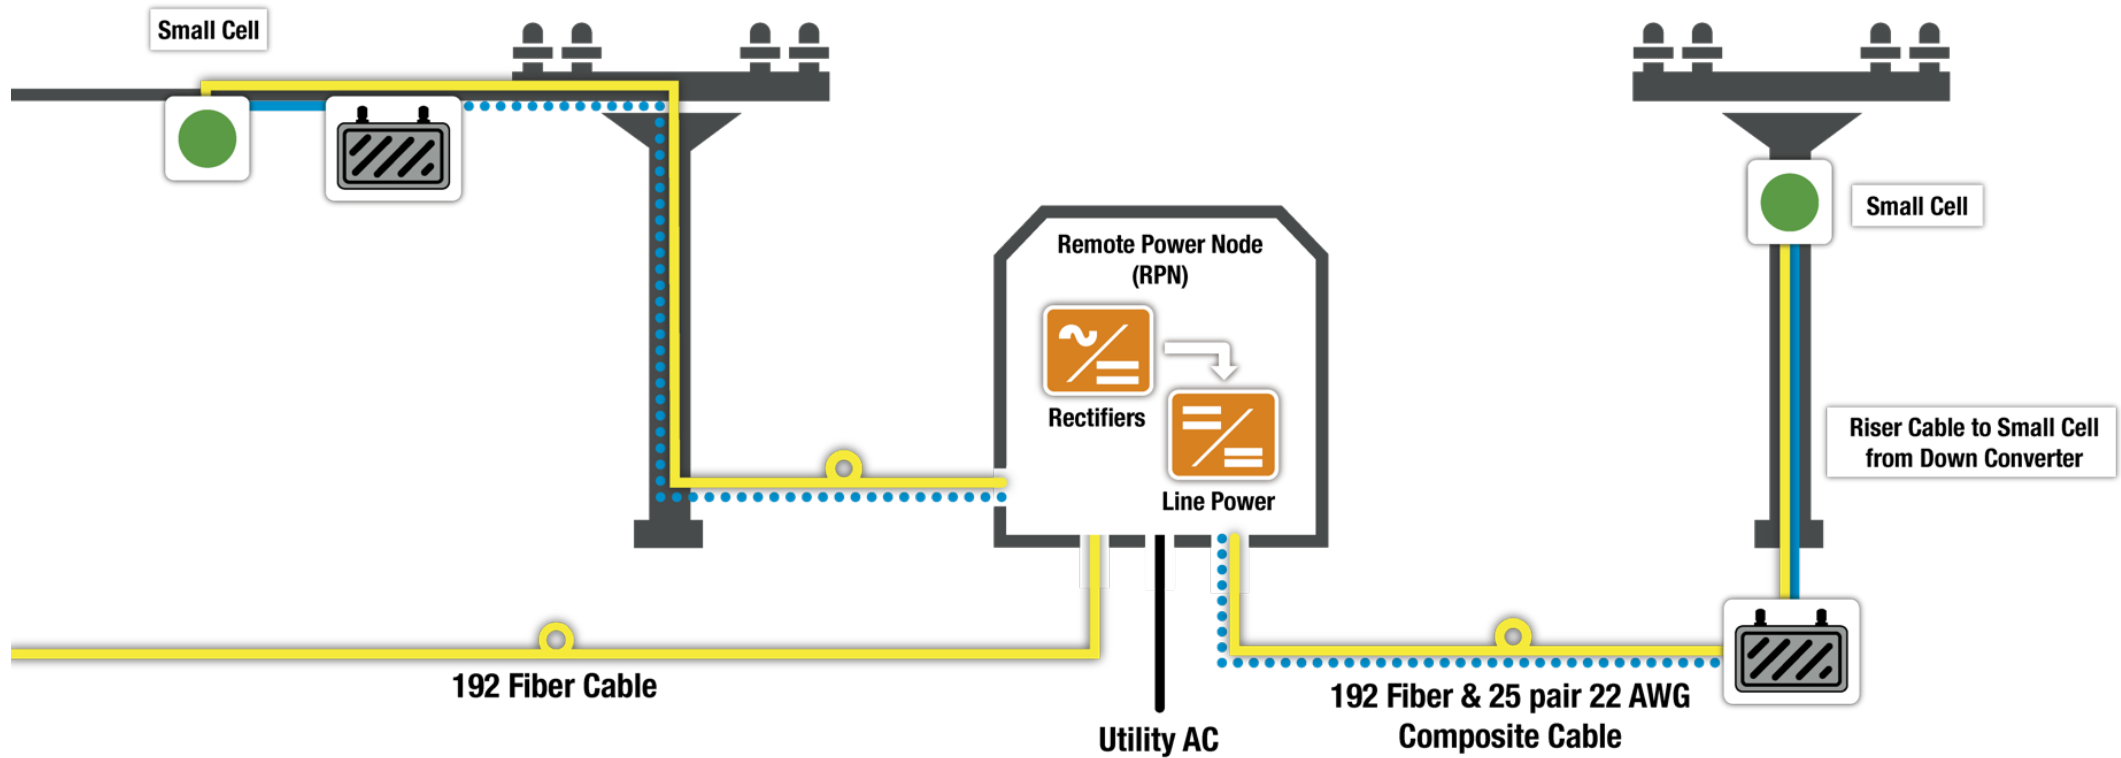 Small Cell
Remote Power Node
(RPN)
Rectifiers
Line Power
Small Cell
Riser Cable to Small Cell
from Down Converter
192 Fiber Cable
Utility AC
192 Fiber & 25 pair 22 AWG
Composite Cable